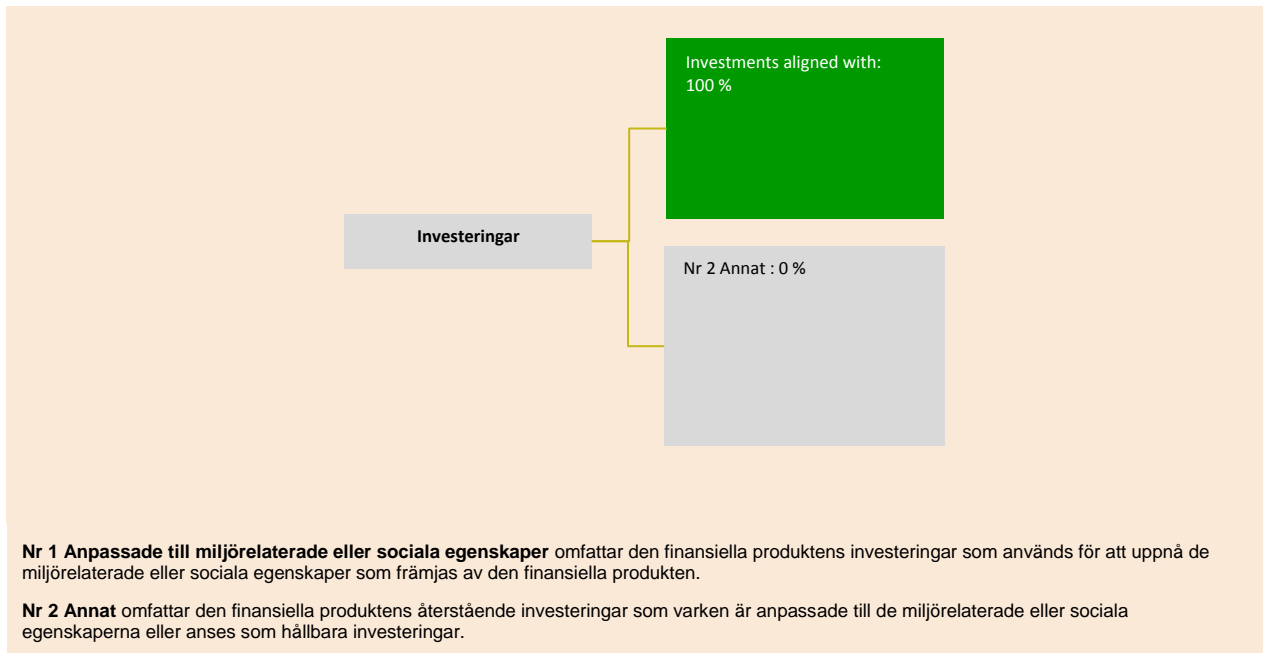 Investments aligned with:
100 %
Investeringar
Nr 2 Annat : 0 %
Nr 1 Anpassade till miljörelaterade eller sociala egenskaper omfattar den finansiella produktens investeringar som används för att uppnå de
miljörelaterade eller sociala egenskaper som främjas av den finansiella produkten.
Nr 2 Annat omfattar den finansiella produktens återstående investeringar som varken är anpassade till de miljörelaterade eller sociala
egenskaperna eller anses som hållbara investeringar.